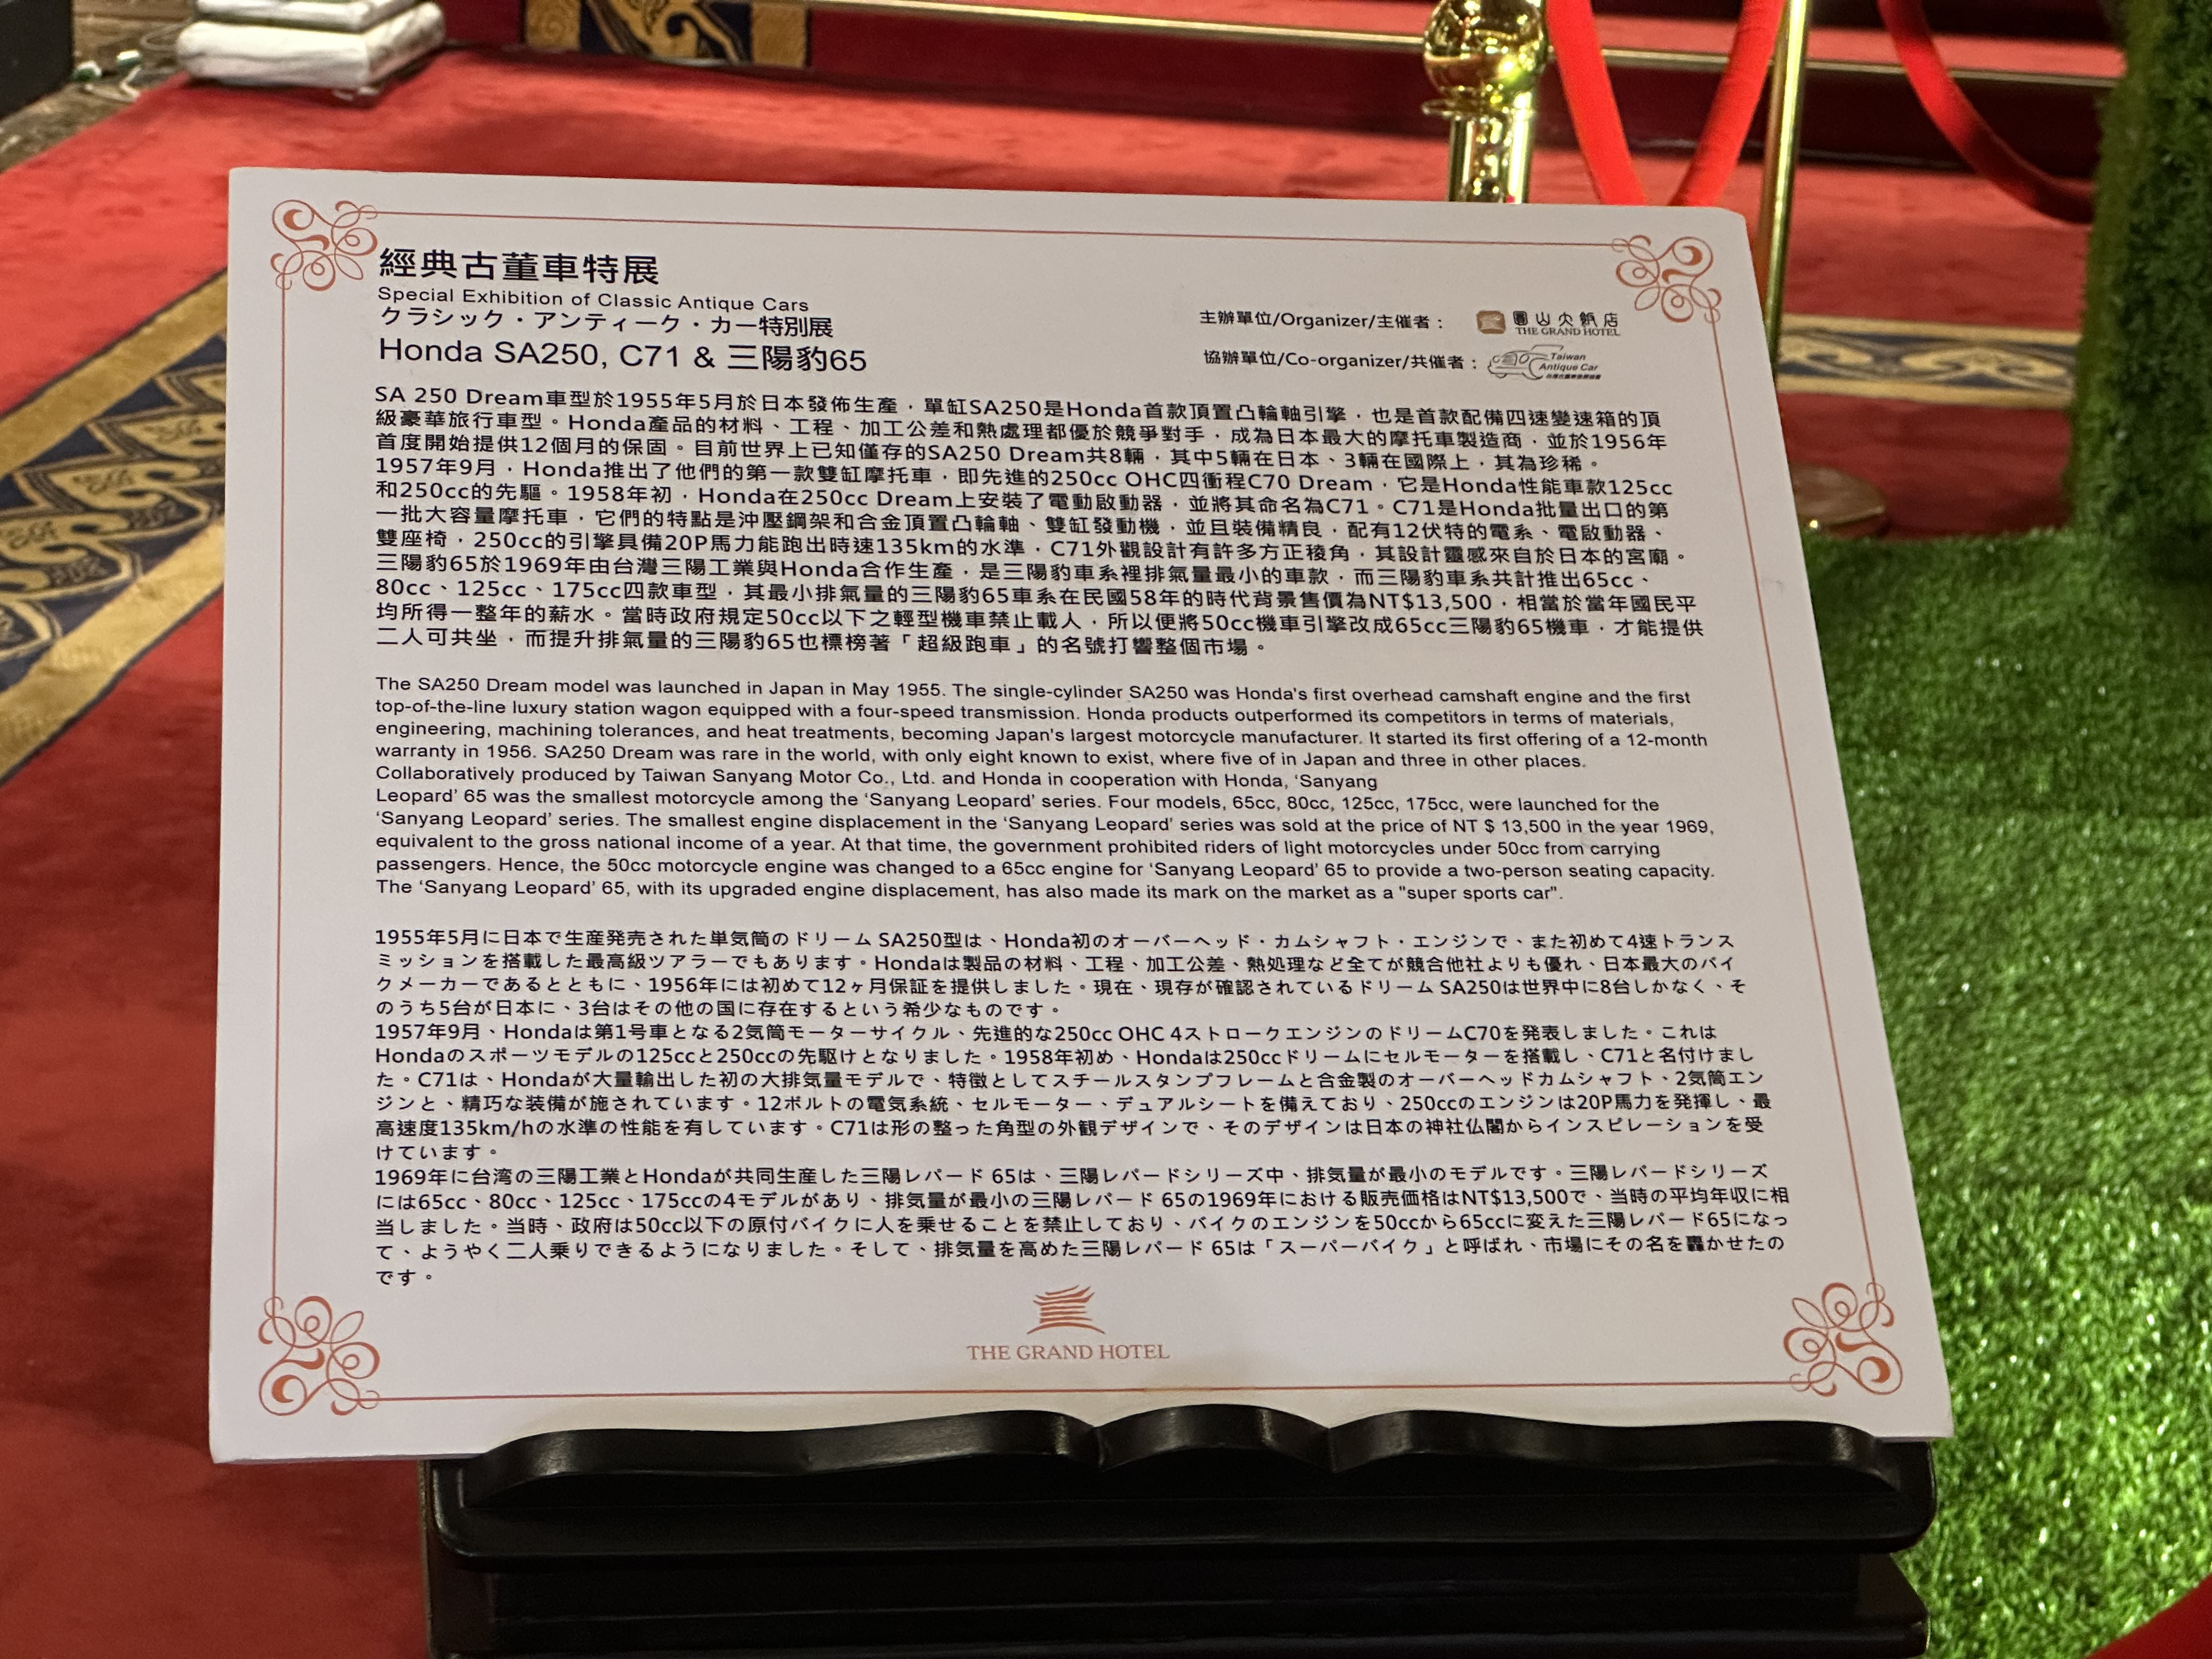 經典古董車特展
Special Exhibition of Classic Antique Cars
クラシック・アンティーク・カー特別展
Honda SA250, C71 & 三陽豹65
主辦單位/Organizer/主催者：
圓山大飯店
THE GRAND HOTEL
協辦單位/Co-organizer/共催者：
Taiwan
Antique Car
SA 250 Dream車型於1955年5月於日本發佈生產，單缸SA250是Honda首款頂置凸輪軸引擎，也是首款配備四速變速箱的頂
級豪華旅行車型。Honda產品的材料、工程、加工公差和熱處理都優於競爭對手，成為日本最大的摩托車製造商，並於1956年
首度開始提供12個月的保固。目前世界上已知僅存的SA250 Dream共8輛，其中5輛在日本、3輛在國際上，其為珍稀。
1957年9月，Honda推出了他們的第一款雙缸摩托車，即先進的250cc OHC四衝程C70 Dream，它是Honda性能車款125cc
和250cc的先驅。1958年初，Honda在250cc Dream上安裝了電動啟動器，並將其命名為C71。C71是Honda批量出口的第
一批大容量摩托車，它們的特點是沖壓鋼架和合金頂置凸輪軸、雙缸發動機，並且裝備精良，配有12伏特的電系、電啟動器、
雙座椅，250cc的引擎具備20P馬力能跑出時速135km的水準，C71外觀設計有許多方正稜角，其設計靈感來自於日本的宮廟。
三陽豹65於1969年由台灣三陽工業與Honda合作生產，是三陽豹車系裡排氣量最小的車款，而三陽豹車系共計推出65cc、
80cc、125cc、175cc四款車型，其最小排氣量的三陽豹65車系在民國58年的時代背景售價為NT$13,500，相當於當年國民平
均所得一整年的薪水。當時政府規定50cc以下之輕型機車禁止載人，所以便將50cc機車引擎改成65cc三陽豹65機車，才能提供
二人可共坐，而提升排氣量的三陽豹65也標榜著「超級跑車」的名號打響整個市場。
The SA250 Dream model was launched in Japan in May 1955. The single-cylinder SA250 was Honda's first overhead camshaft engine and the first
top-of-the-line luxury station wagon equipped with a four-speed transmission. Honda products outperformed its competitors in terms of materials,
engineering, machining tolerances, and heat treatments, becoming Japan's largest motorcycle manufacturer. It started its first offering of a 12-month
warranty in 1956. SA250 Dream was rare in the world, with only eight known to exist, where five of in Japan and three in other places.
Collaboratively produced by Taiwan Sanyang Motor Co., Ltd. and Honda in cooperation with Honda, ‘Sanyang
Leopard’ 65 was the smallest motorcycle among the ‘Sanyang Leopard’ series. Four models, 65cc, 80cc, 125cc, 175cc, were launched for the
‘Sanyang Leopard’ series. The smallest engine displacement in the ‘Sanyang Leopard’ series was sold at the price of NT $ 13,500 in the year 1969,
equivalent to the gross national income of a year. At that time, the government prohibited riders of light motorcycles under 50cc from carrying
passengers. Hence, the 50cc motorcycle engine was changed to a 65cc engine for ‘Sanyang Leopard’ 65 to provide a two-person seating capacity.
The ‘Sanyang Leopard’ 65, with its upgraded engine displacement, has also made its mark on the market as a "super sports car".
1955年5月に日本で生産発売された単気筒のドリーム SA250型は、Honda初のオーバーヘッド・カムシャフト・エンジンで、また初めて4速トランス
ミッションを搭載した最高級ツアラーでもあります。Hondaは製品の材料、工程、加工公差、熱処理など全てが競合他社よりも優れ、日本最大のバイ
クメーカーであるとともに、1956年には初めて12ヶ月保証を提供しました。現在、現存が確認されているドリーム SA250は世界中に8台しかなく、そ
のうち5台が日本に、3台はその他の国に存在するという希少なものです。
1957年9月、Hondaは第1号車となる2気筒モーターサイクル、先進的な250cc OHC 4ストロークエンジンのドリームC70を発表しました。これは
Hondaのスポーツモデルの125ccと250ccの先駆けとなりました。1958年初め、Hondaは250ccドリームにセルモーターを搭載し、C71と名付けまし
た。C71は、Hondaが大量輸出した初の大排気量モデルで、特徴としてスチールスタンプフレームと合金製のオーバーヘッドカムシャフト、2気筒エン
ジンと、精巧な装備が施されています。12ボルトの電気系統、セルモーター、デュアルシートを備えており、250ccのエンジンは20P馬力を発揮し、最
高速度135km/hの水準の性能を有しています。C71は形の整った角型の外観デザインで、そのデザインは日本の神社仏閣からインスピレーションを受
けています。
1969年に台湾の三陽工業とHondaが共同生産した三陽レパード 65は、三陽レパードシリーズ中、排気量が最小のモデルです。三陽レパードシリーズ
には65cc、80cc、125cc、175ccの4モデルがあり、排気量が最小の三陽レパード 65の1969年における販売価格はNT$13,500で、当時の平均年収に相
当しました。当時、政府は50cc以下の原付バイクに人を乗せることを禁止しており、バイクのエンジンを50ccから65ccに変えた三陽レパード65になっ
て、ようやく二人乗りできるようになりました。そして、排気量を高めた三陽レパード 65は「スーパーバイク」と呼ばれ、市場にその名を轟かせたの
です。
THE GRAND HOTEL